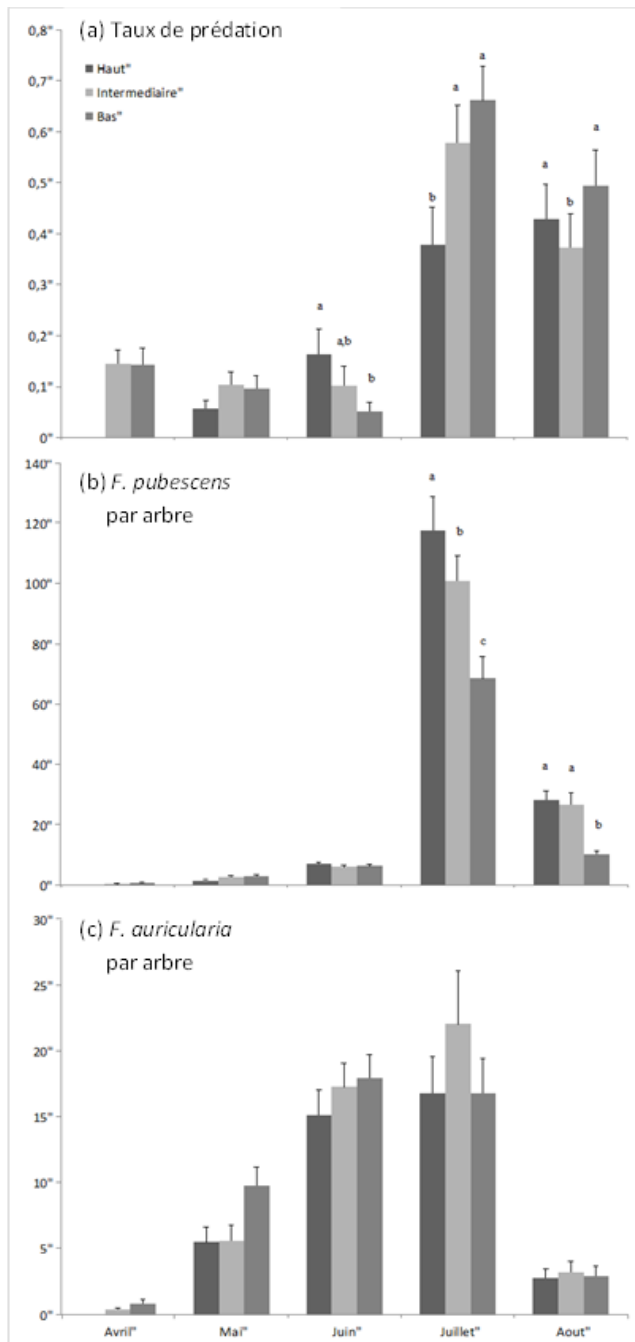 (a) Taux de prédation
Haut"
Intermediaire"
Bas"
0,8"
0,7"
0,6"
0,5"
0,4"
0,3"
0,2"
0,1"
0"
a
a,b
b
b
a
a
a
b
a
(b) F. pubescens
par arbre
140"
120"
100"
80"
60"
40"
20"
0"
a
b
c
a
a
b
(c) F. auricularia
par arbre
30"
25"
20"
15"
10"
5"
0"
Avril" Mai" Juin" Juillet" Aout"